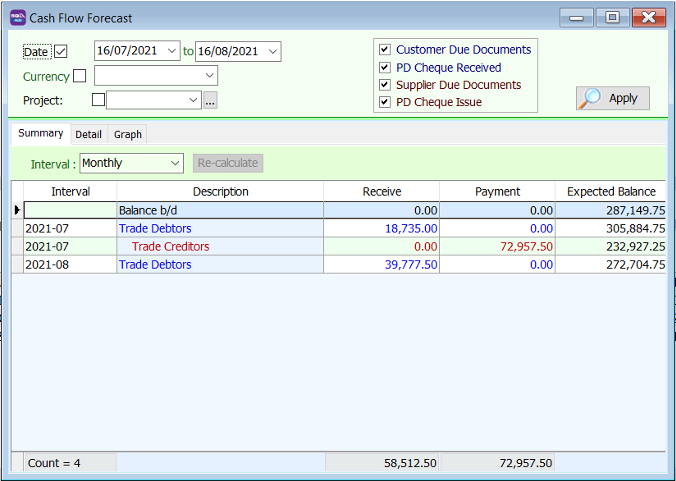 Cash Flow Forecast
Date 16/07/2021 to 16/08/2021
Currency
Project: ...
Customer Due Documents
PD Cheque Received
Supplier Due Documents
PD Cheque Issue
Apply
Summary Detail Graph
Interval : Monthly Re-calculate
Interval Description Receive Payment Expected Balance
Balance b/d 0.00 0.00 287,149.75
2021-07 Trade Debtors 18,735.00 0.00 305,884.75
2021-07 Trade Creditors 0.00 72,957.50 232,927.25
2021-08 Trade Debtors 39,777.50 0.00 272,704.75
Count = 4 58,512.50 72,957.50